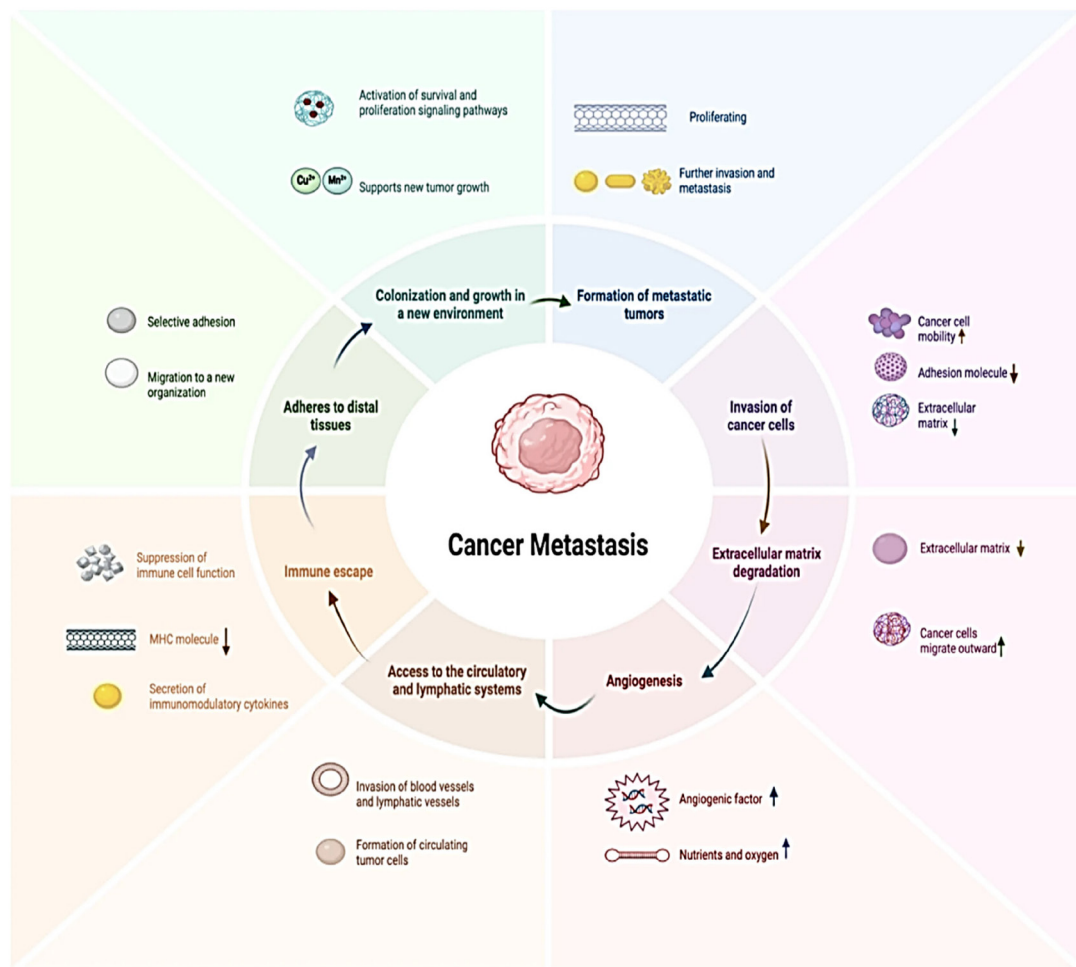 Activation of survival and
proliferation signaling pathways
Cu²⁺
Mn²⁺
Supports new tumor growth
Proliferating
Further invasion and
metastasis
Colonization and growth in
a new environment
Formation of metastatic
tumors
Selective adhesion
Migration to a new
organization
Adheres to distal
tissues
Invasion of
cancer cells
Cancer cell
mobility ↑
Adhesion molecule ↓
Extracellular
matrix ↓
Cancer Metastasis
Suppression of
immune cell function
MHC molecule ↓
Secretion of
immunomodulatory cytokines
Immune escape
Extracellular matrix
degradation
Extracellular matrix ↓
Cancer cells
migrate outward ↑
Access to the circulatory
and lymphatic systems
Angiogenesis
Invasion of blood vessels
and lymphatic vessels
Formation of circulating
tumor cells
Angiogenic factor ↑
Nutrients and oxygen ↑